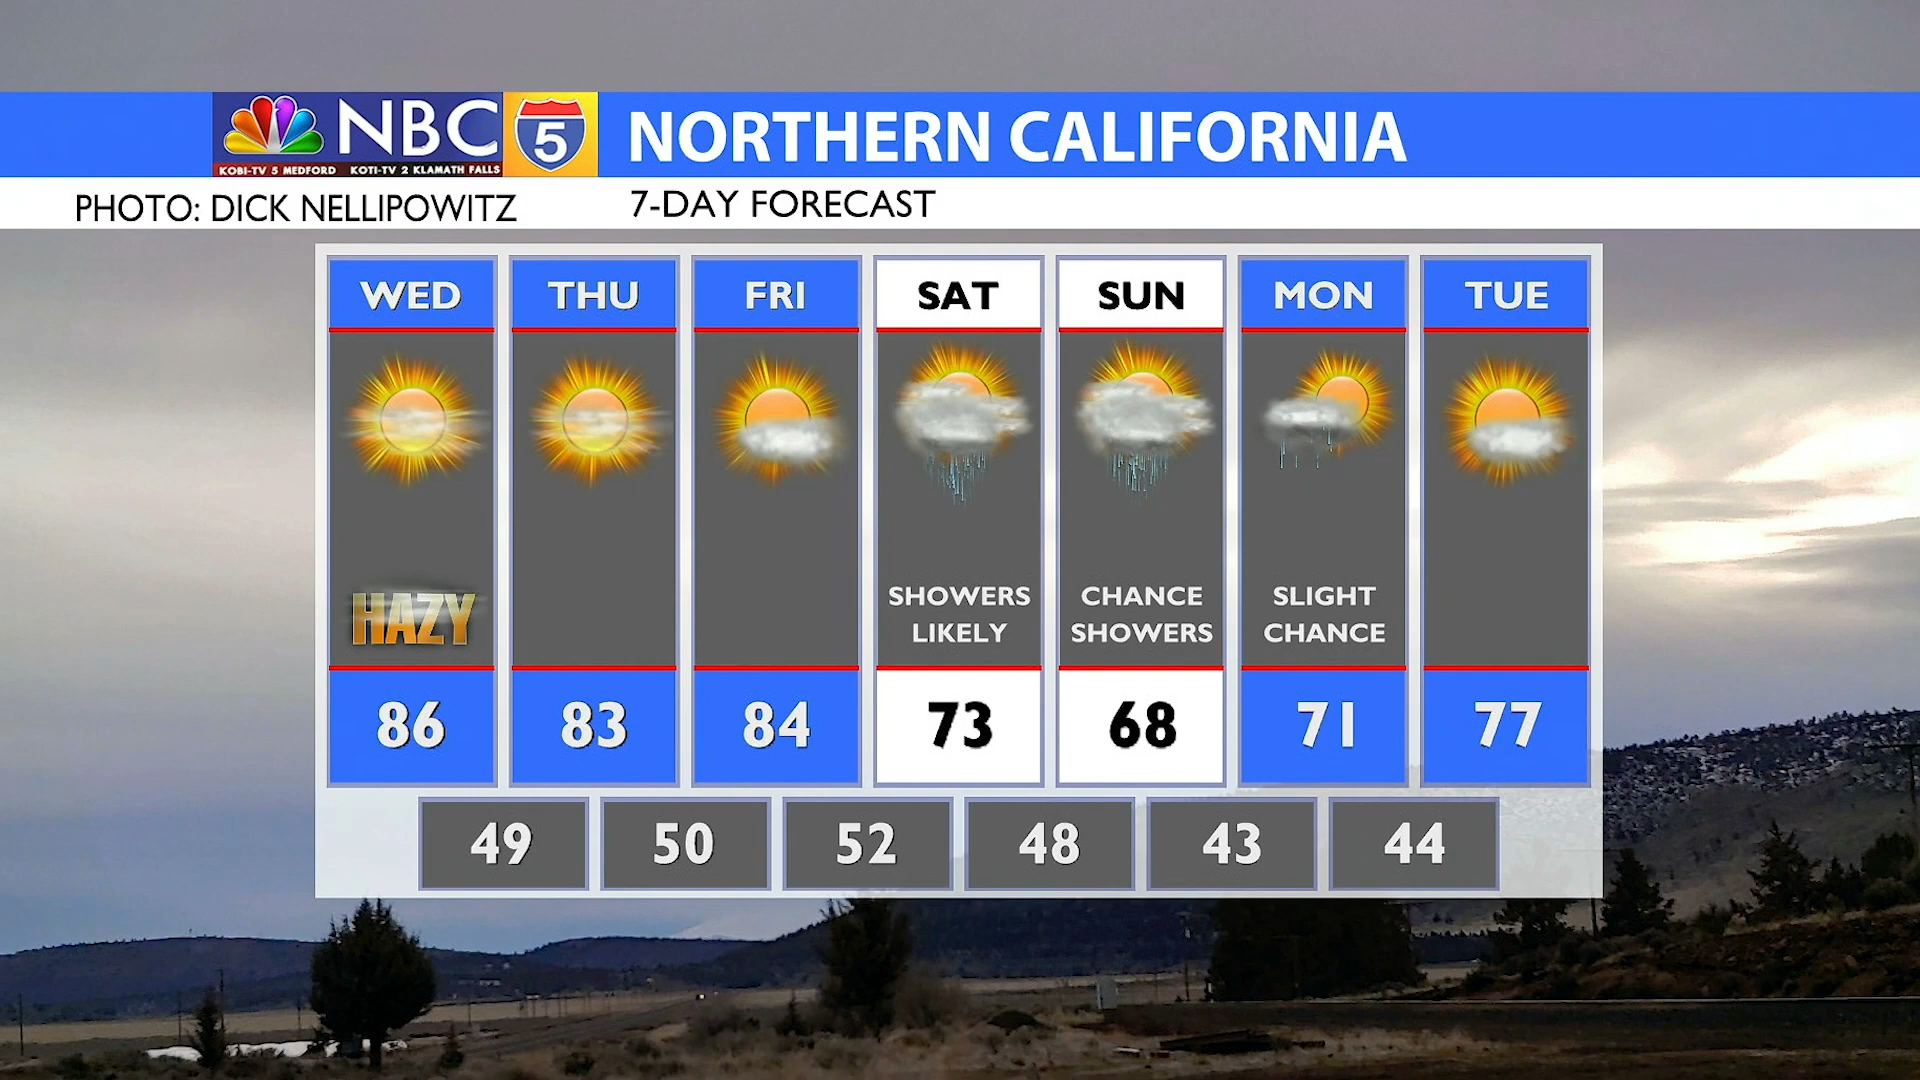 NBC 5
KOBI-TV 5 MEDFORD KOTI-TV 2 KLAMATH FALLS
NORTHERN CALIFORNIA
PHOTO: DICK NELLIPOWITZ
7-DAY FORECAST
WED THU FRI SAT SUN MON TUE
HAZY
SHOWERS CHANCE SLIGHT
LIKELY SHOWERS CHANCE
86 83 84 73 68 71 77
49 50 52 48 43 44